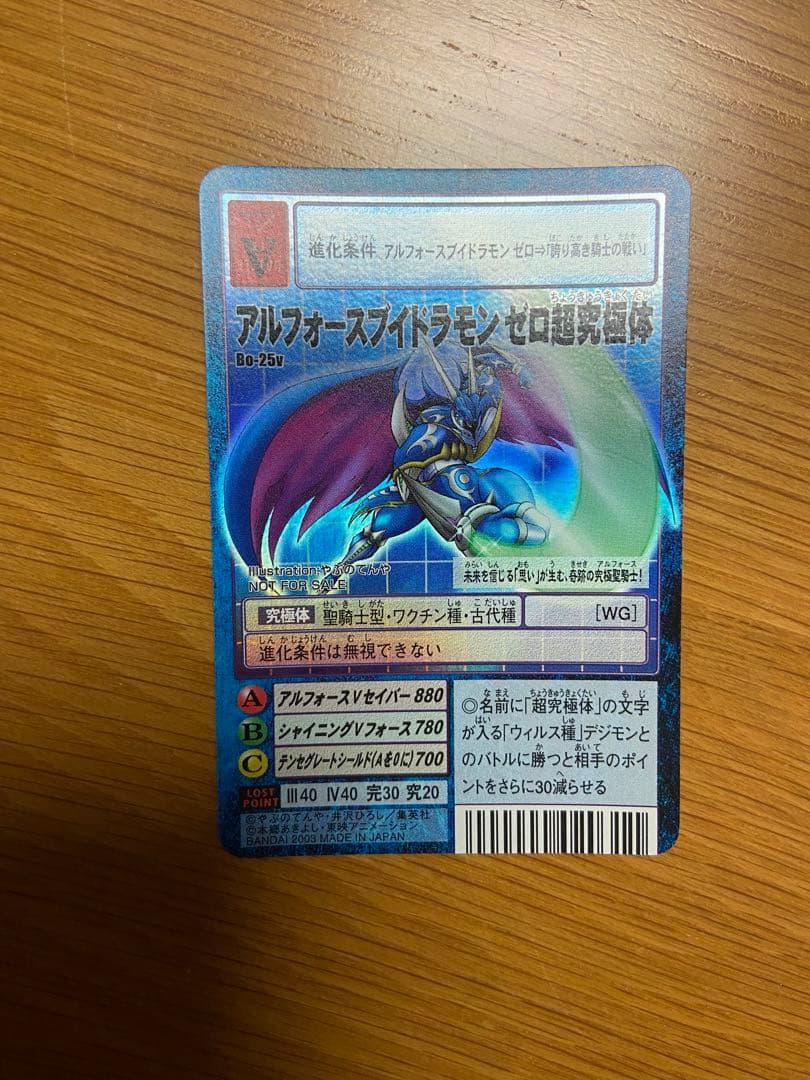 V
進化条件 アルフォースブイドラモン ゼロ⇒「誇り高き騎士の戦い」
アルフォースブイドラモン ゼロ超究極体
Bo-25v
Illustration:やぶのてんや
NOT FOR SALE
未来を信じる「思い」が生む、奇跡の究極聖騎士!
究極体 聖騎士型・ワクチン種・古代種 [WG]
進化条件は無視できない
A アルフォースVセイバー 880
B シャイニングVフォース 780
C テンセグレートシールド(Aを0に) 700
LOST POINT Ⅲ40 Ⅳ40 完30 究20
◎名前に「超究極体」の文字
が入る「ウィルス種」デジモンと
のバトルに勝つと相手のポイ
ントをさらに30減らせる
©やぶのてんや・井沢ひろし/集英社
©本郷あきよし・東映アニメーション
BANDAI 2003 MADE IN JAPAN